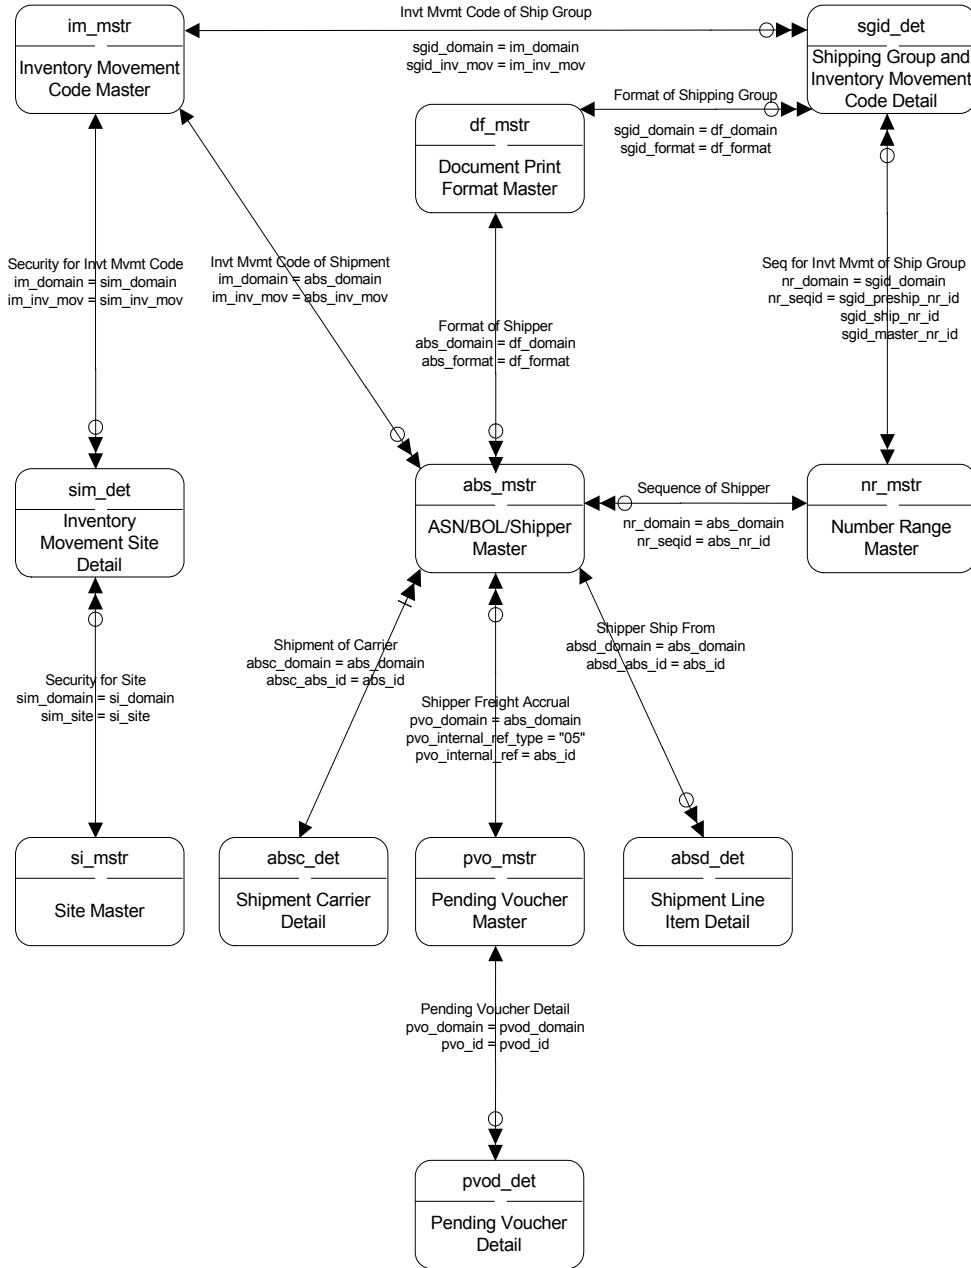 im_mstr
Inventory Movement
Code Master
Invt Mvmt Code of Ship Group
sgid_domain = im_domain
sgid_inv_mov = im_inv_mov
sgid_det
Shipping Group and
Inventory Movement
Code Detail
Format of Shipping Group
sgid_domain = df_domain
sgid_format = df_format
df_mstr
Document Print
Format Master
Security for Invt Mvmt Code
im_domain = sim_domain
im_inv_mov = sim_inv_mov
Invt Mvmt Code of Shipment
im_domain = abs_domain
im_inv_mov = abs_inv_mov
Format of Shipper
abs_domain = df_domain
abs_format = df_format
Seq for Invt Mvmt of Ship Group
nr_domain = sgid_domain
nr_seqid = sgid_preship_nr_id
sgid_ship_nr_id
sgid_master_nr_id
sim_det
Inventory
Movement Site
Detail
abs_mstr
ASN/BOL/Shipper
Master
Sequence of Shipper
nr_domain = abs_domain
nr_seqid = abs_nr_id
nr_mstr
Number Range
Master
Security for Site
sim_domain = si_domain
sim_site = si_site
Shipment of Carrier
absc_domain = abs_domain
absc_abs_id = abs_id
Shipper Freight Accrual
pvo_domain = abs_domain
pvo_internal_ref_type = "05"
pvo_internal_ref = abs_id
Shipper Ship From
absd_domain = abs_domain
absd_abs_id = abs_id
si_mstr
Site Master
absc_det
Shipment Carrier
Detail
pvo_mstr
Pending Voucher
Master
absd_det
Shipment Line
Item Detail
Pending Voucher Detail
pvo_domain = pvod_domain
pvo_id = pvod_id
pvod_det
Pending Voucher
Detail